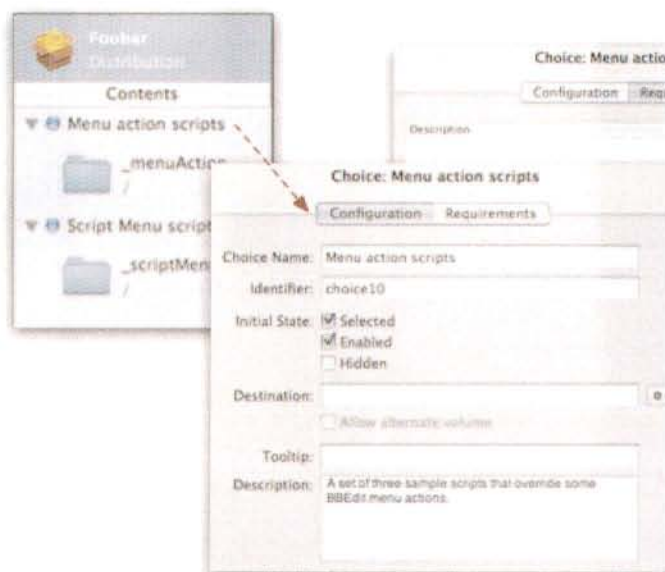 Foobar
Distribution
Contents
Menu action scripts
_menuAction
/
Script Menu script
_scriptMen
/
Choice: Menu actio
Configuration Requ
Description
Choice: Menu action scripts
Configuration Requirements
Choice Name: Menu action scripts
Identifier: choice10
Initial State: Selected
Enabled
Hidden
Destination:
Allow alternate volume
Tooltip:
Description: A set of three sample scripts that override some
BBEdit menu actions.